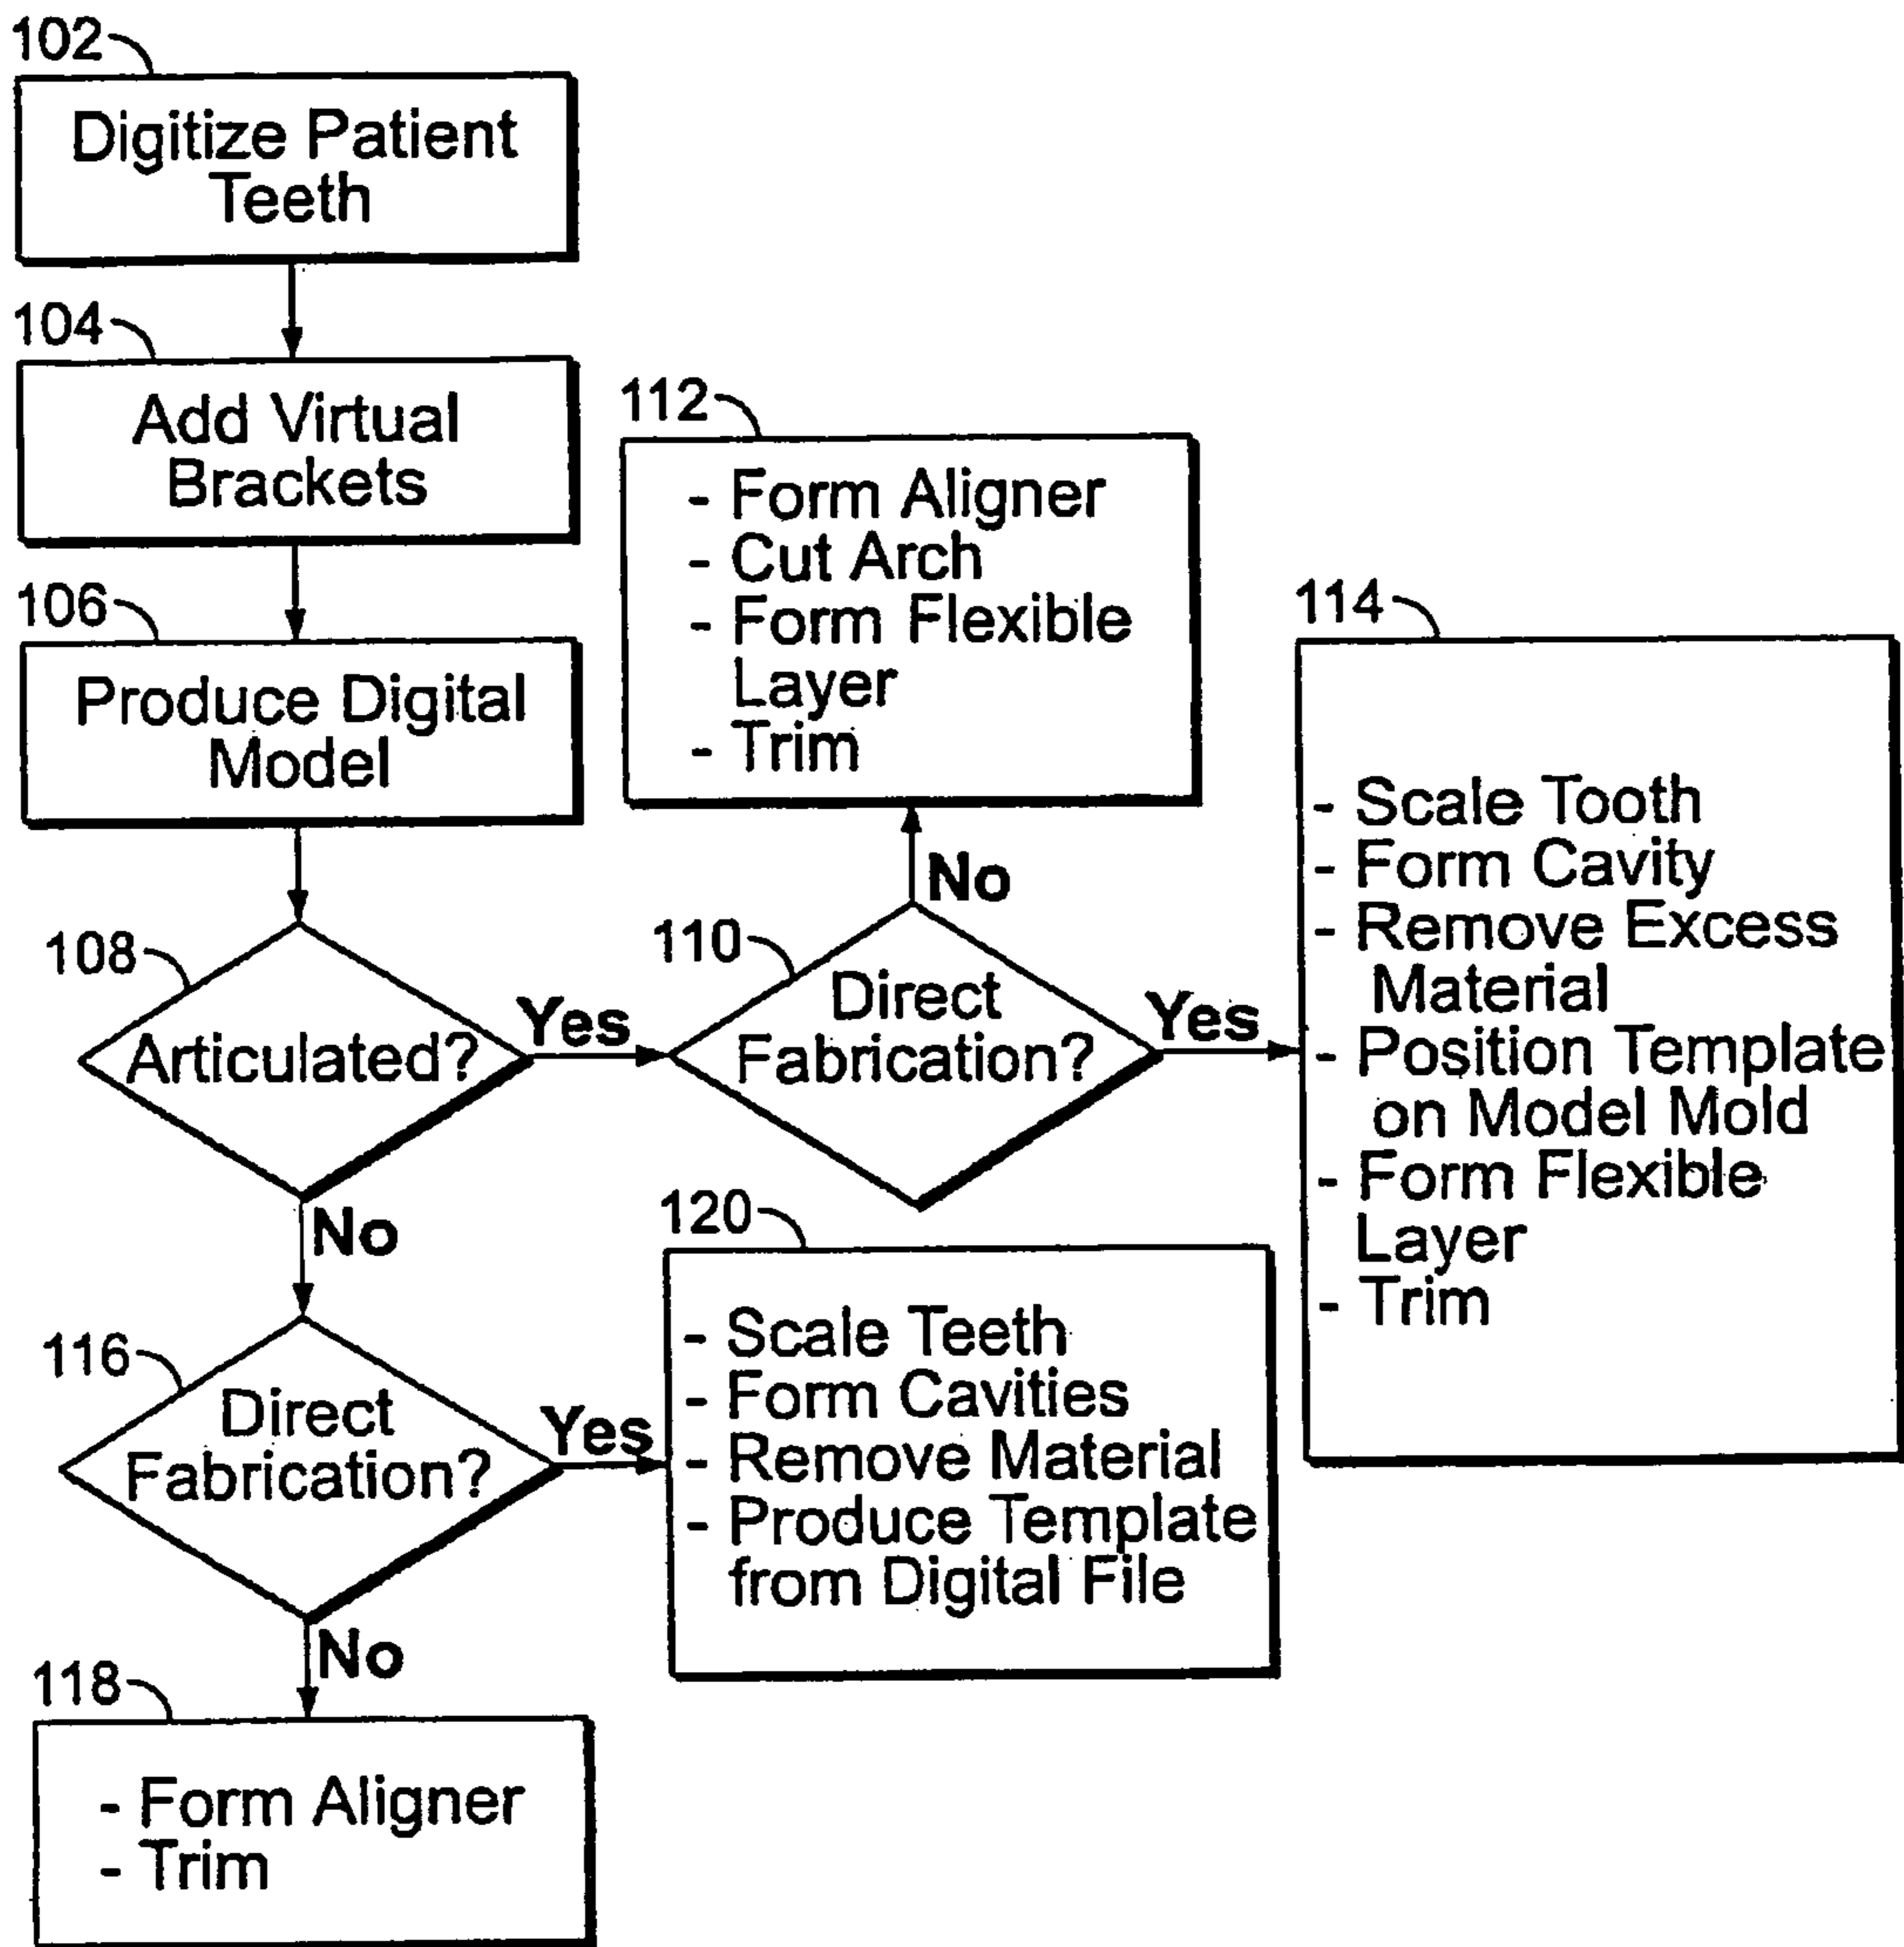 102
Digitize Patient
Teeth
104
Add Virtual
Brackets
106
Produce Digital
Model
108
Articulated?
Yes
No
110
Direct
Fabrication?
No
Yes
112
- Form Aligner
- Cut Arch
- Form Flexible
Layer
- Trim
114
- Scale Tooth
- Form Cavity
- Remove Excess
Material
- Position Template
on Model Mold
- Form Flexible
Layer
- Trim
116
Direct
Fabrication?
Yes
No
120
- Scale Teeth
- Form Cavities
- Remove Material
- Produce Template
from Digital File
118
- Form Aligner
- Trim